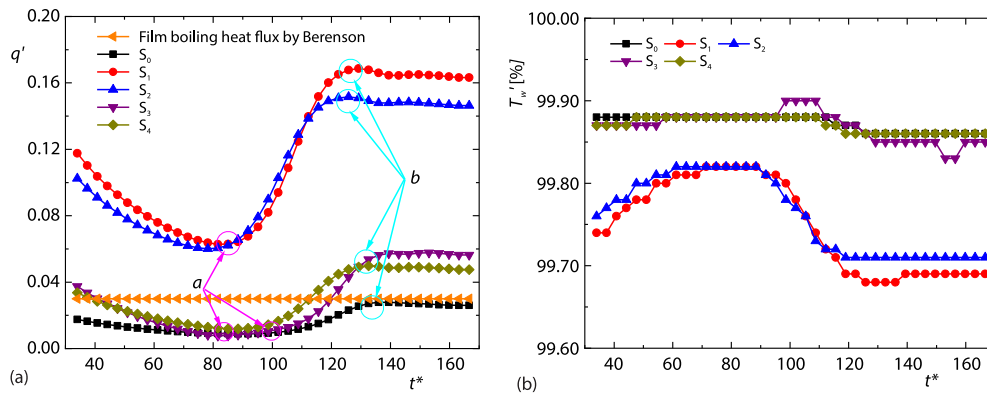 q'
Film boiling heat flux by Berenson
S0
S1
S2
S3
S4
0.20
0.16
0.12
0.08
0.04
0.00
a
b
40 60 80 100 120 140 160
t*
(a)
Tw' [%]
S0 S1 S2
S3 S4
100.00
99.90
99.80
99.70
99.60
40 60 80 100 120 140 160
t*
(b)